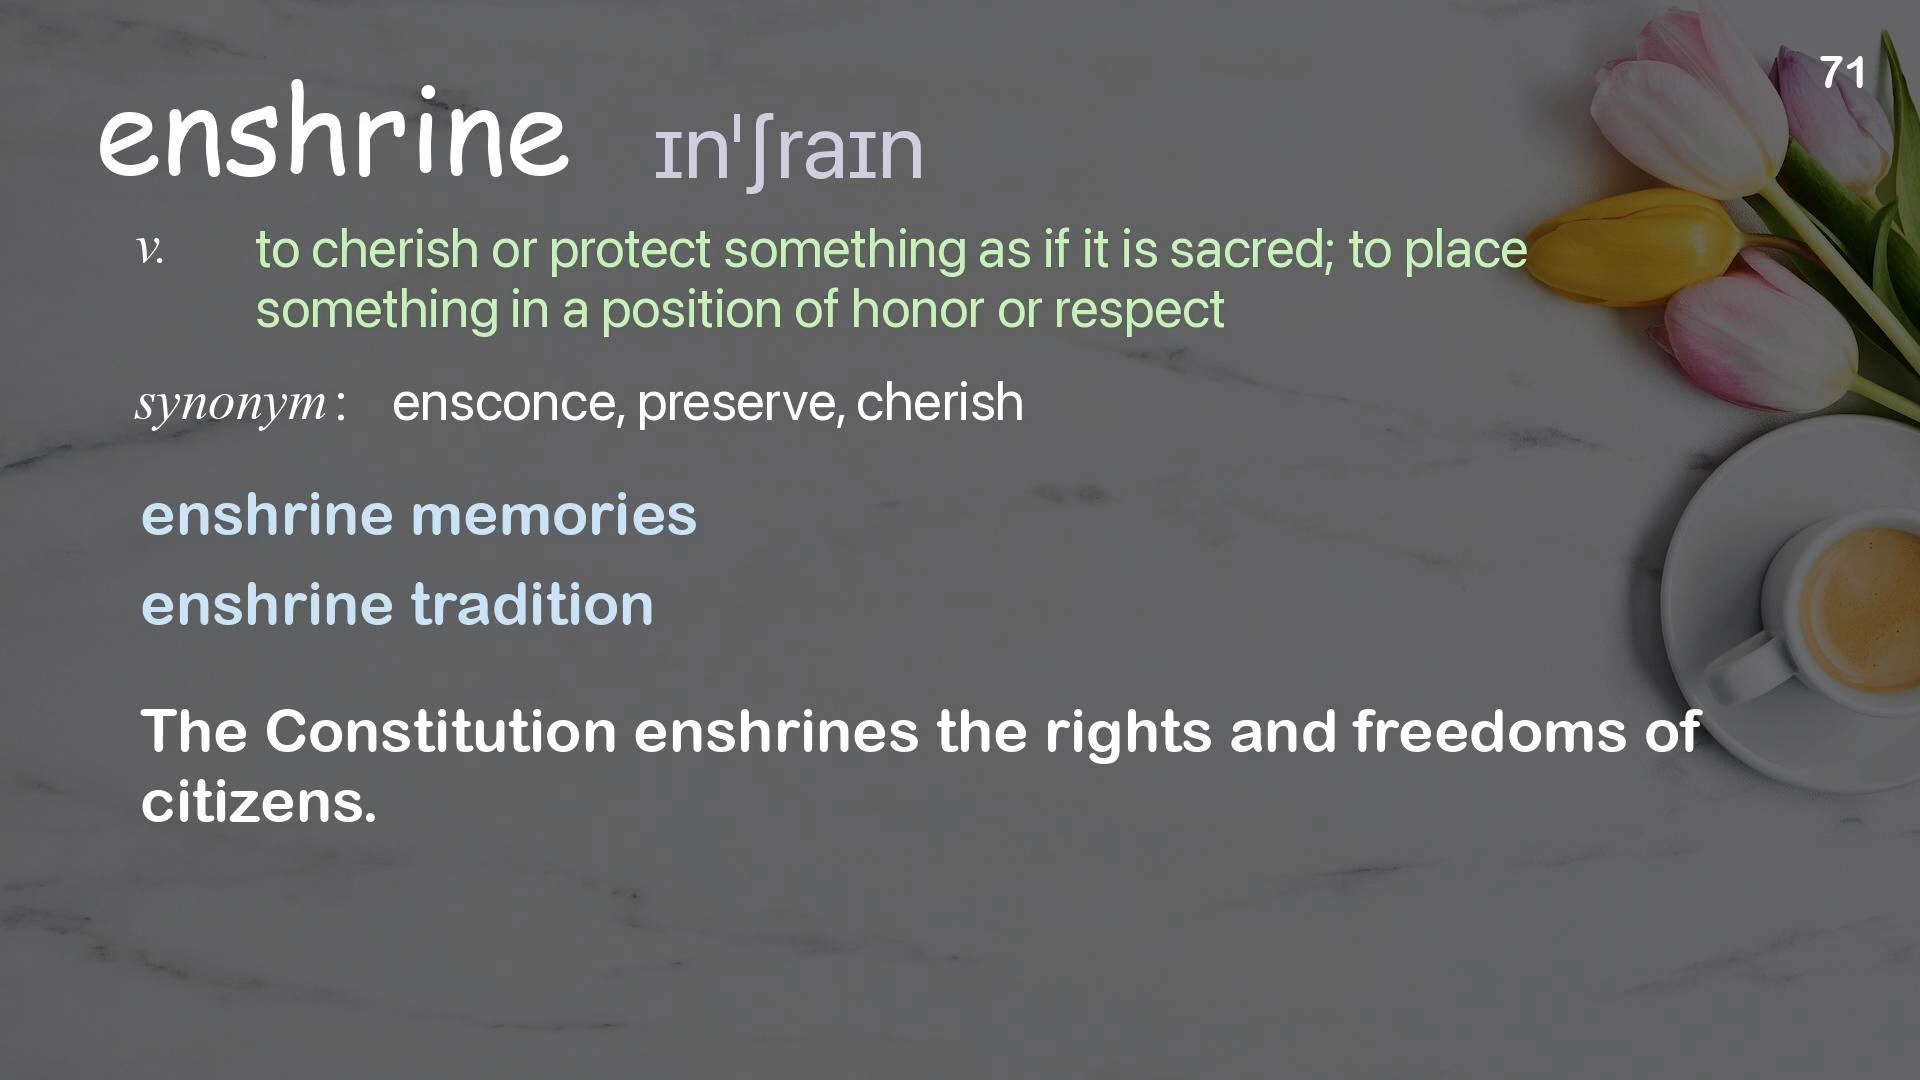 71
enshrine ɪnˈʃraɪn
v. to cherish or protect something as if it is sacred; to place
something in a position of honor or respect
synonym : ensconce, preserve, cherish
enshrine memories
enshrine tradition
The Constitution enshrines the rights and freedoms of
citizens.